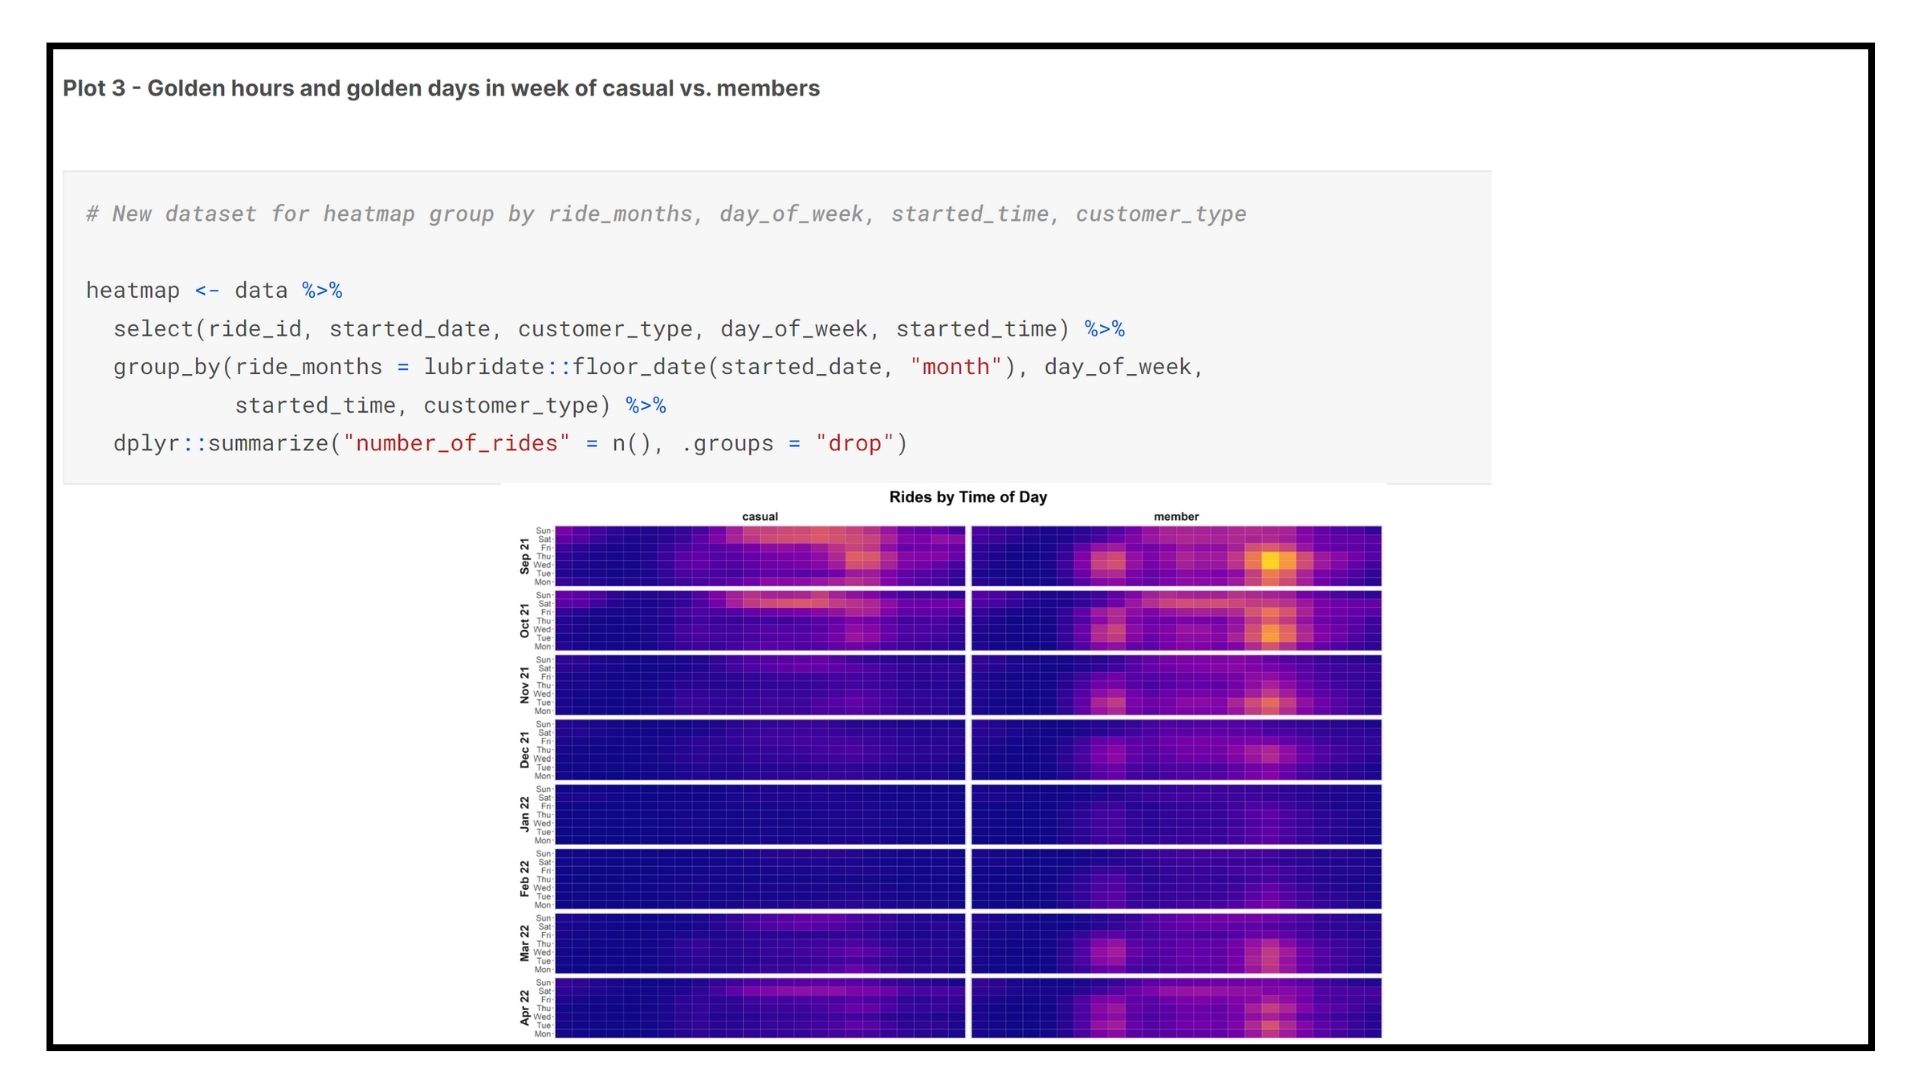 Plot 3 - Golden hours and golden days in week of casual vs. members
# New dataset for heatmap group by ride_months, day_of_week, started_time, customer_type
heatmap <- data %>%
select(ride_id, started_date, customer_type, day_of_week, started_time) %>%
group_by(ride_months = lubridate::floor_date(started_date, "month"), day_of_week,
started_time, customer_type) %>%
dplyr::summarize("number_of_rides" = n(), .groups = "drop")
Rides by Time of Day
casual member
Sep 21
Sun
Sat
Fri
Thu
Wed
Tue
Mon
Oct 21
Sun
Sat
Fri
Thu
Wed
Tue
Mon
Nov 21
Sun
Sat
Fri
Thu
Wed
Tue
Mon
Dec 21
Sun
Sat
Fri
Thu
Wed
Tue
Mon
Jan 22
Sun
Sat
Fri
Thu
Wed
Tue
Mon
Feb 22
Sun
Sat
Fri
Thu
Wed
Tue
Mon
Mar 22
Sun
Sat
Fri
Thu
Wed
Tue
Mon
Apr 22
Sun
Sat
Fri
Thu
Wed
Tue
Mon